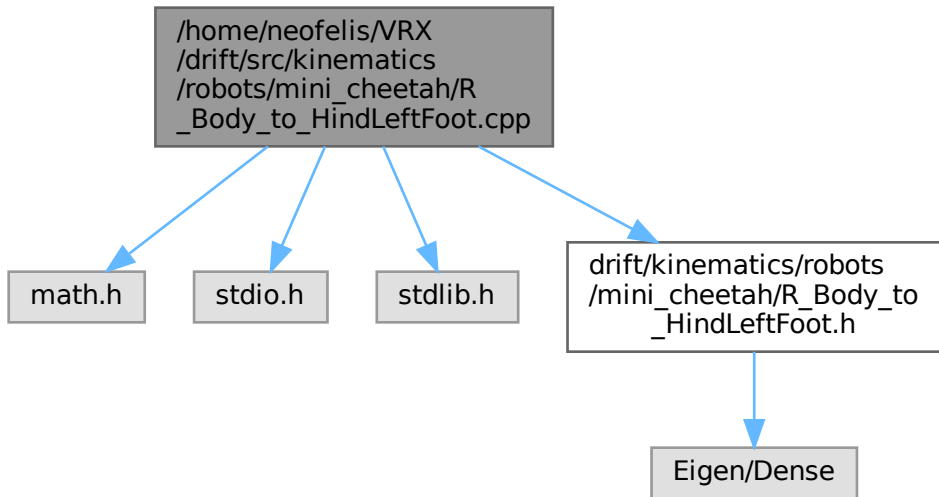 /home/neofelis/VRX
/drift/src/kinematics
/robots/mini_cheetah/R
_Body_to_HindLeftFoot.cpp
math.h
stdio.h
stdlib.h
drift/kinematics/robots
/mini_cheetah/R_Body_to
_HindLeftFoot.h
Eigen/Dense